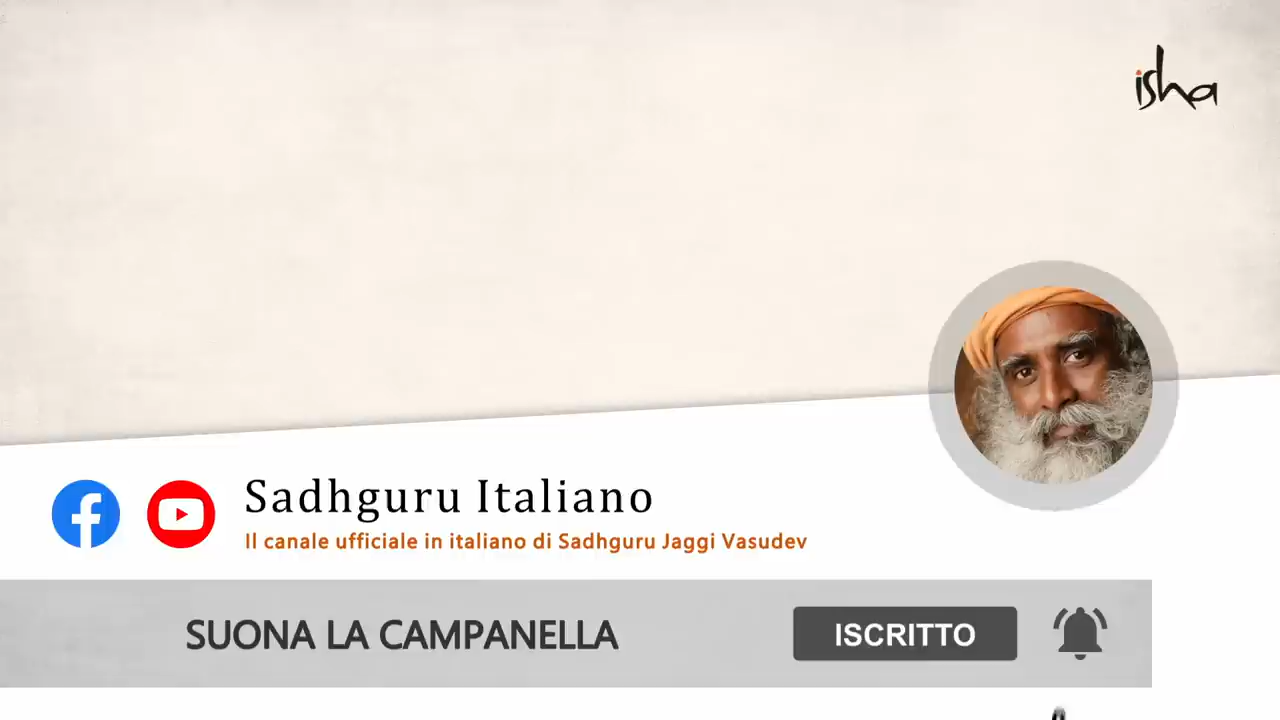 isha
Sadhguru Italiano
Il canale ufficiale in italiano di Sadhguru Jaggi Vasudev
SUONA LA CAMPANELLA
ISCRITTO